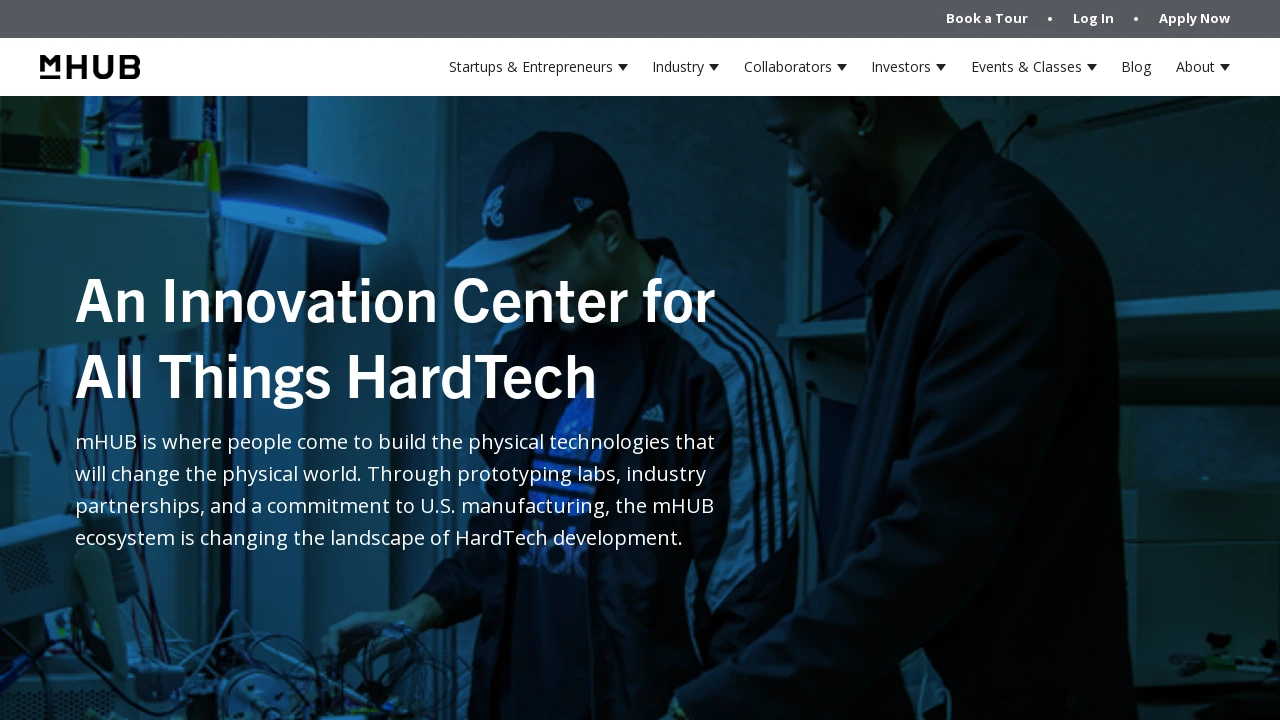 Book a Tour • Log In • Apply Now
MHUB
Startups & Entrepreneurs Industry Collaborators Investors Events & Classes Blog About
An Innovation Center for
All Things HardTech
mHUB is where people come to build the physical technologies that
will change the physical world. Through prototyping labs, industry
partnerships, and a commitment to U.S. manufacturing, the mHUB
ecosystem is changing the landscape of HardTech development.